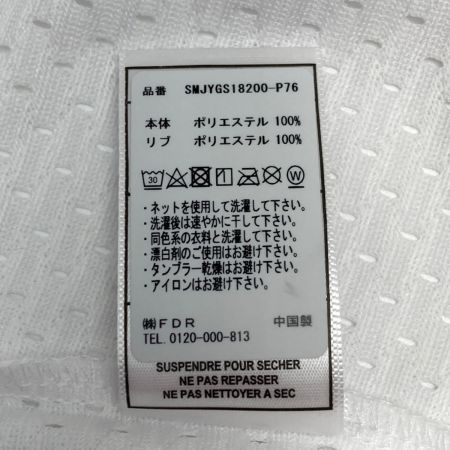 品番 SMJYGS18200-P76
本体 ポリエステル 100%
リブ ポリエステル 100%
30 W
・ネットを使用して洗濯して下さい。
・洗濯後は速やかに干して下さい。
・同色系の衣料と洗濯して下さい。
・漂白剤のご使用はお避け下さい。
・タンブラー乾燥はお避け下さい。
・アイロンはお避け下さい。
㈱ＦＤＲ 中国製
TEL. 0120-000-813
SUSPENDRE POUR SECHER
NE PAS REPASSER
NE PAS NETTOYER A SEC